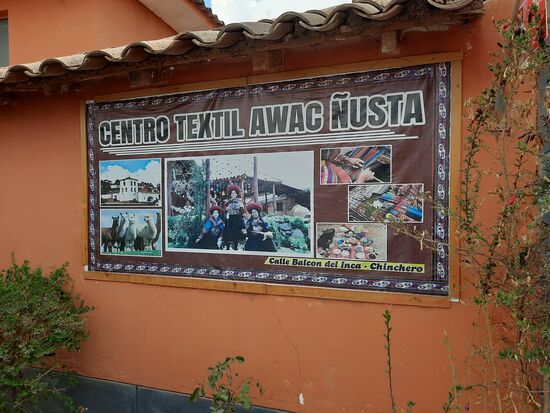 CENTRO TEXTIL AWAC ÑUSTA
Calle Balcon del Inca - Chinchero